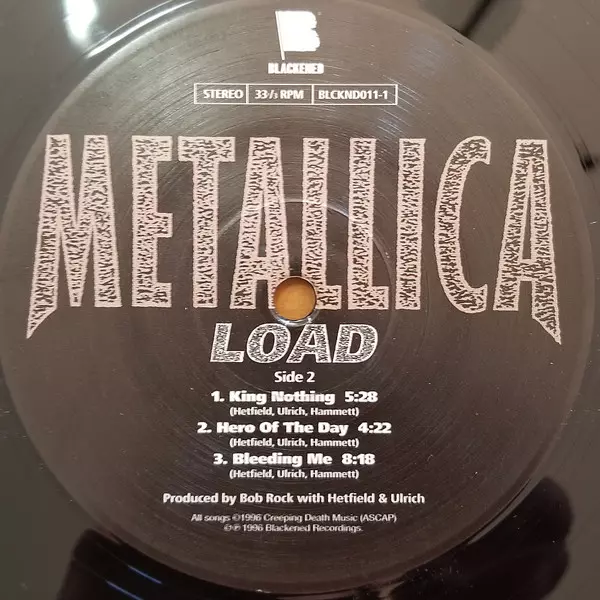 B
BLACKENED
STEREO 33⅓ RPM BLCKND011-1
METALLICA
LOAD
Side 2
1. King Nothing 5:28
(Hetfield, Ulrich, Hammett)
2. Hero Of The Day 4:22
(Hetfield, Ulrich, Hammett)
3. Bleeding Me 8:18
(Hetfield, Ulrich, Hammett)
Produced by Bob Rock with Hetfield & Ulrich
All songs ©1996 Creeping Death Music (ASCAP)
©℗ 1996 Blackened Recordings.